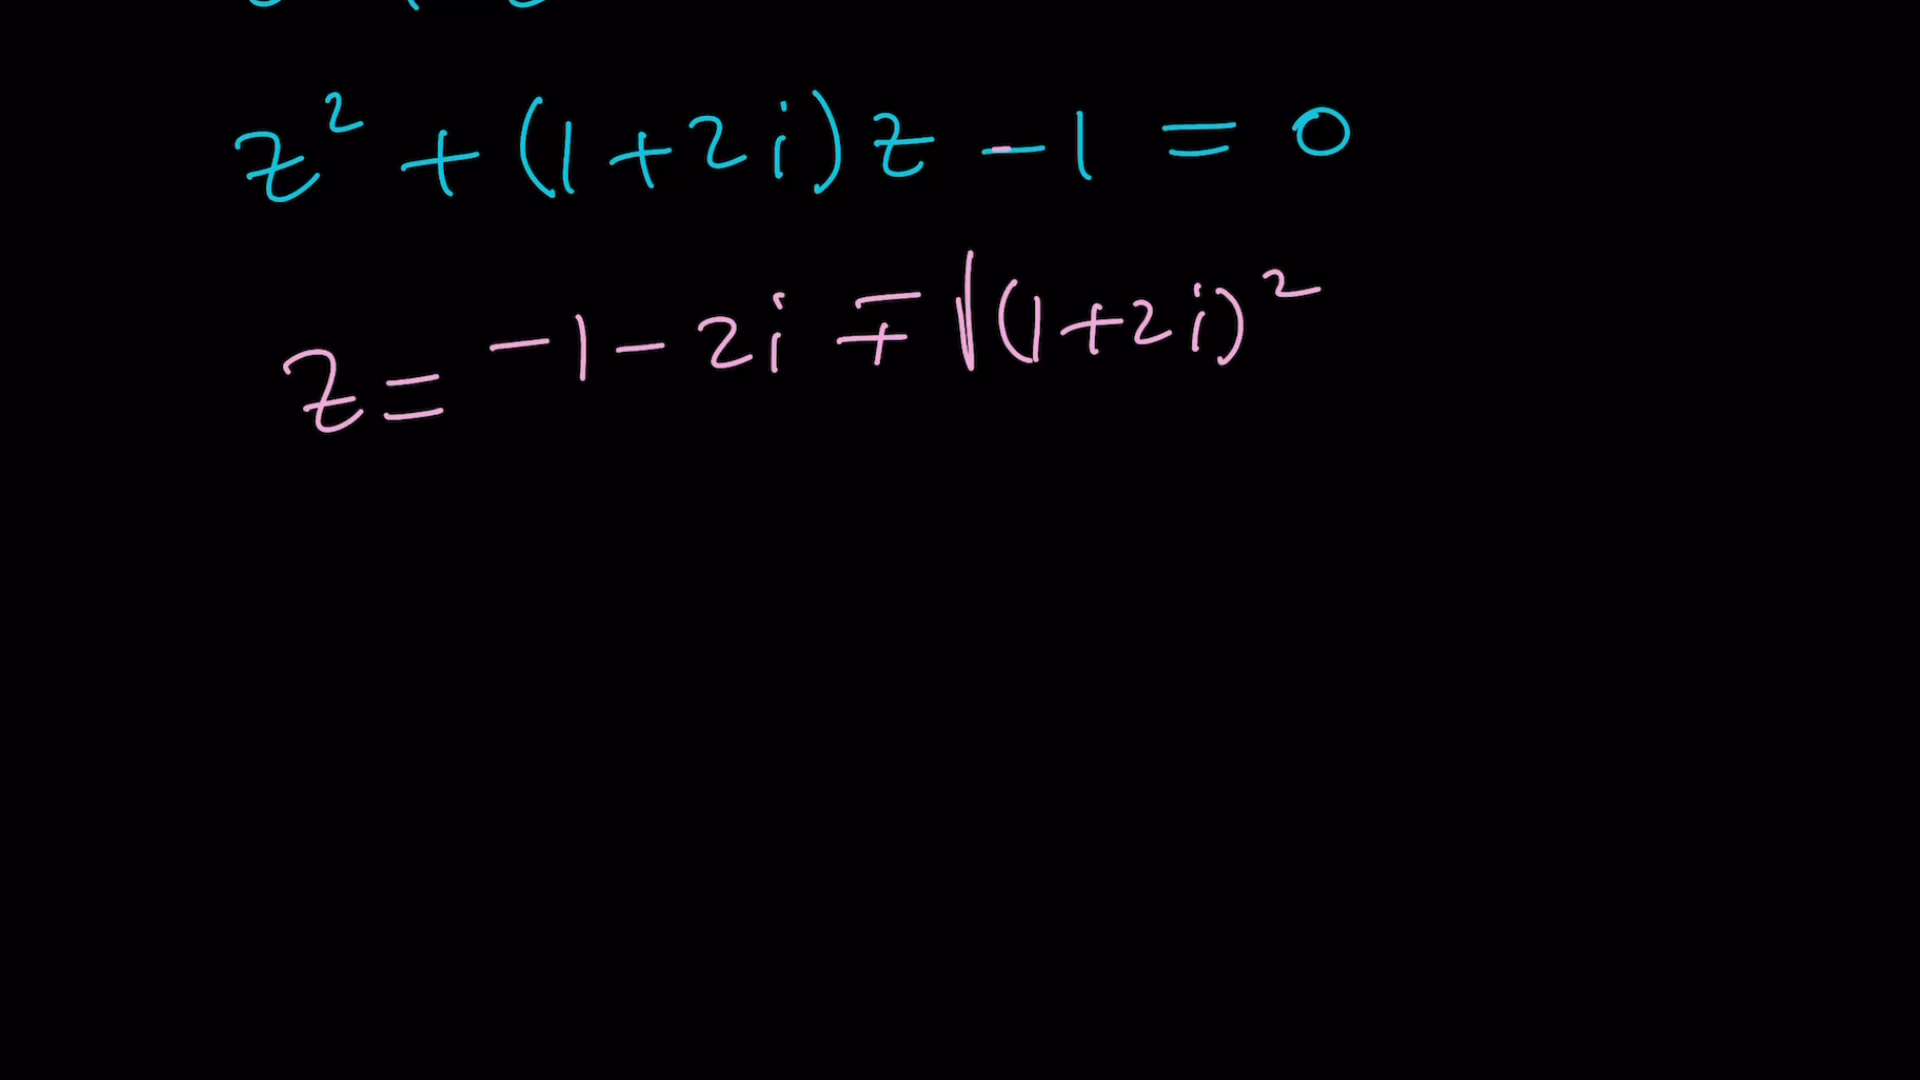 z² + (1+2i)z - 1 = 0
z = -1-2i ∓ √(1+2i)²